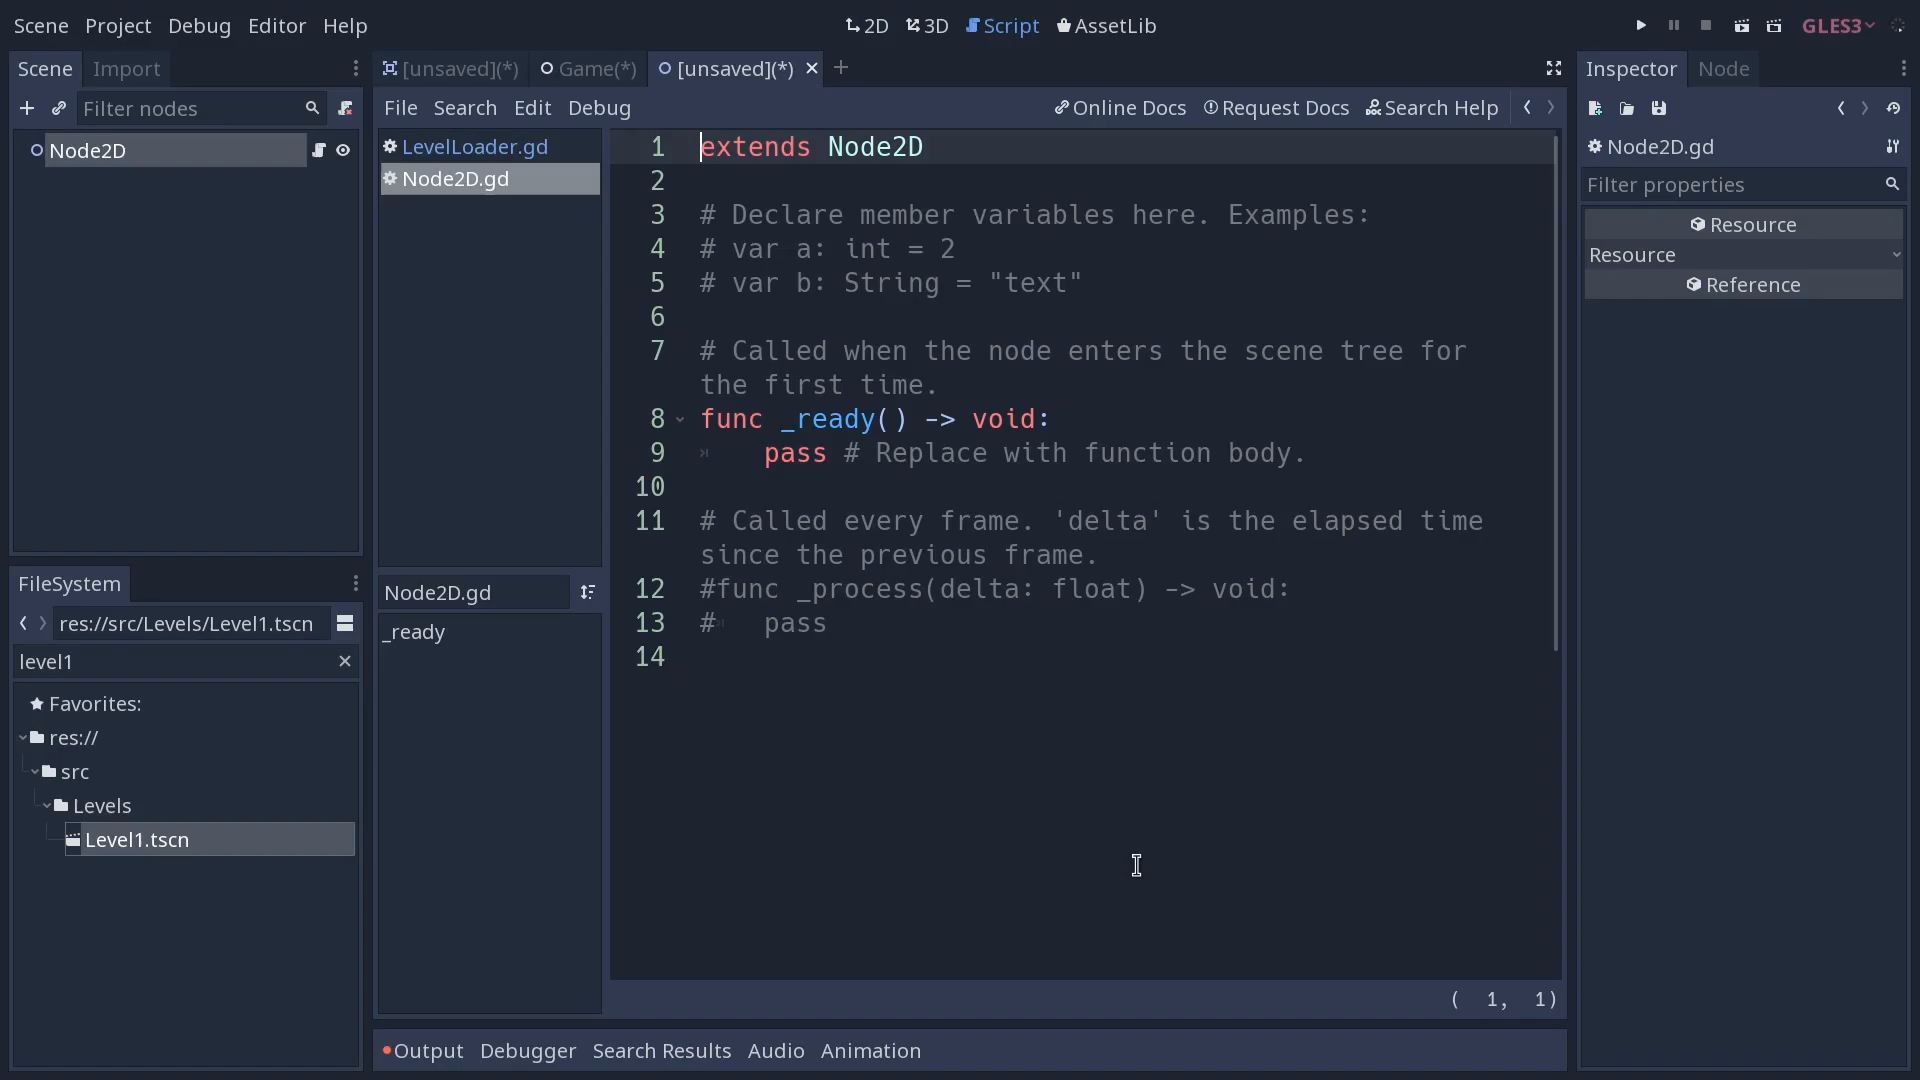 Scene Project Debug Editor Help
2D 3D Script AssetLib
GLES3
Scene Import
Filter nodes
Node2D
FileSystem
res://src/Levels/Level1.tscn
level1
Favorites:
res://
src
Levels
Level1.tscn
[unsaved](*) Game(*) [unsaved](*)
File Search Edit Debug
Online Docs Request Docs Search Help
LevelLoader.gd
Node2D.gd
Node2D.gd
_ready
1 extends Node2D
2
3 # Declare member variables here. Examples:
4 # var a: int = 2
5 # var b: String = "text"
6
7 # Called when the node enters the scene tree for
the first time.
8 func _ready() -> void:
9 pass # Replace with function body.
10
11 # Called every frame. 'delta' is the elapsed time
since the previous frame.
12 #func _process(delta: float) -> void:
13 # pass
14
( 1, 1)
Output Debugger Search Results Audio Animation
Inspector Node
Node2D.gd
Filter properties
Resource
Resource
Reference